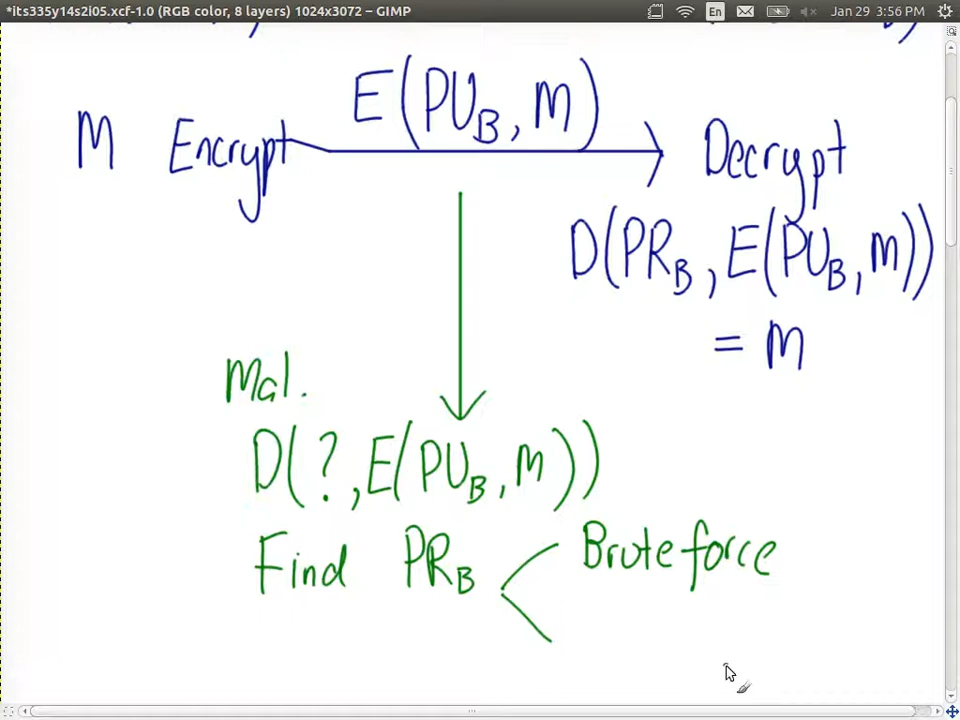 *its335y14s2i05.xcf-1.0 (RGB color, 8 layers) 1024x3072 – GIMP
En
Jan 29 3:56 PM
E(PU_B, M)
M Encrypt
Decrypt
D(PR_B, E(PU_B, M))
= M
Mal.
D(?, E(PU_B, M))
Find PR_B
Brute force